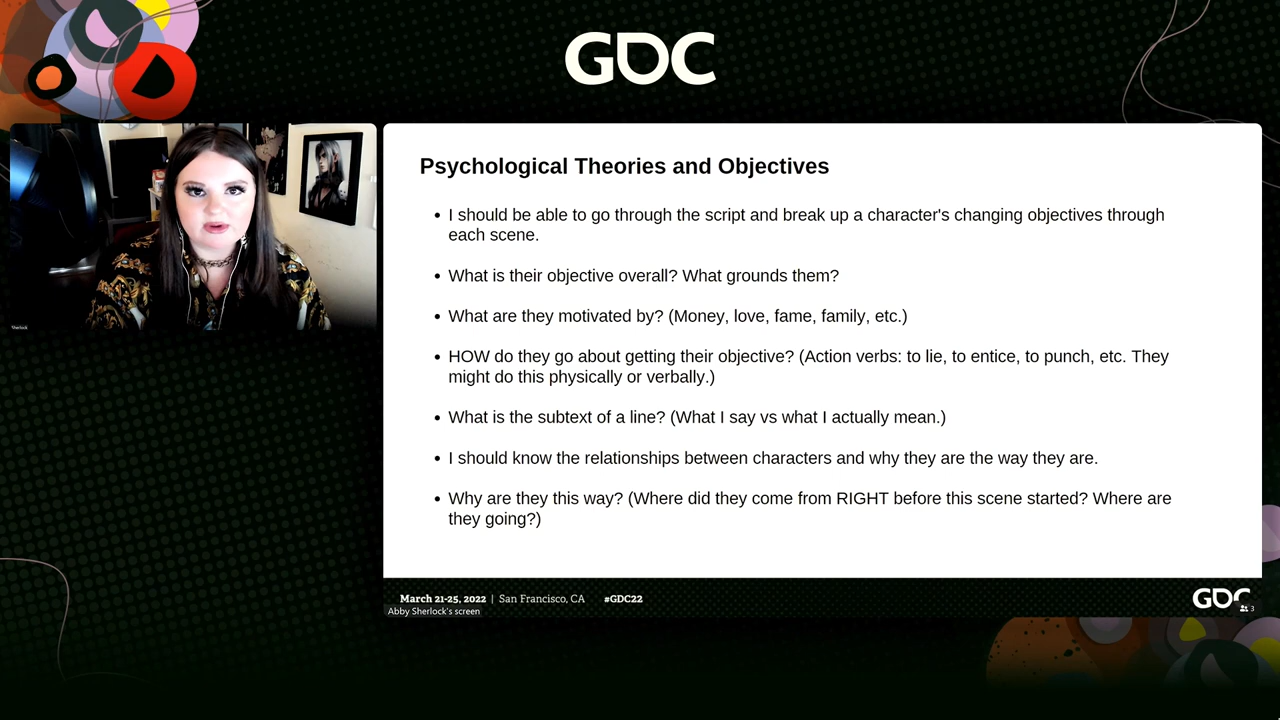 GDC
Sherlock
Psychological Theories and Objectives
• I should be able to go through the script and break up a character's changing objectives through
each scene.
• What is their objective overall? What grounds them?
• What are they motivated by? (Money, love, fame, family, etc.)
• HOW do they go about getting their objective? (Action verbs: to lie, to entice, to punch, etc. They
might do this physically or verbally.)
• What is the subtext of a line? (What I say vs what I actually mean.)
• I should know the relationships between characters and why they are the way they are.
• Why are they this way? (Where did they come from RIGHT before this scene started? Where are
they going?)
March 21-25, 2022 | San Francisco, CA #GDC22
GDC
3
Abby Sherlock's screen